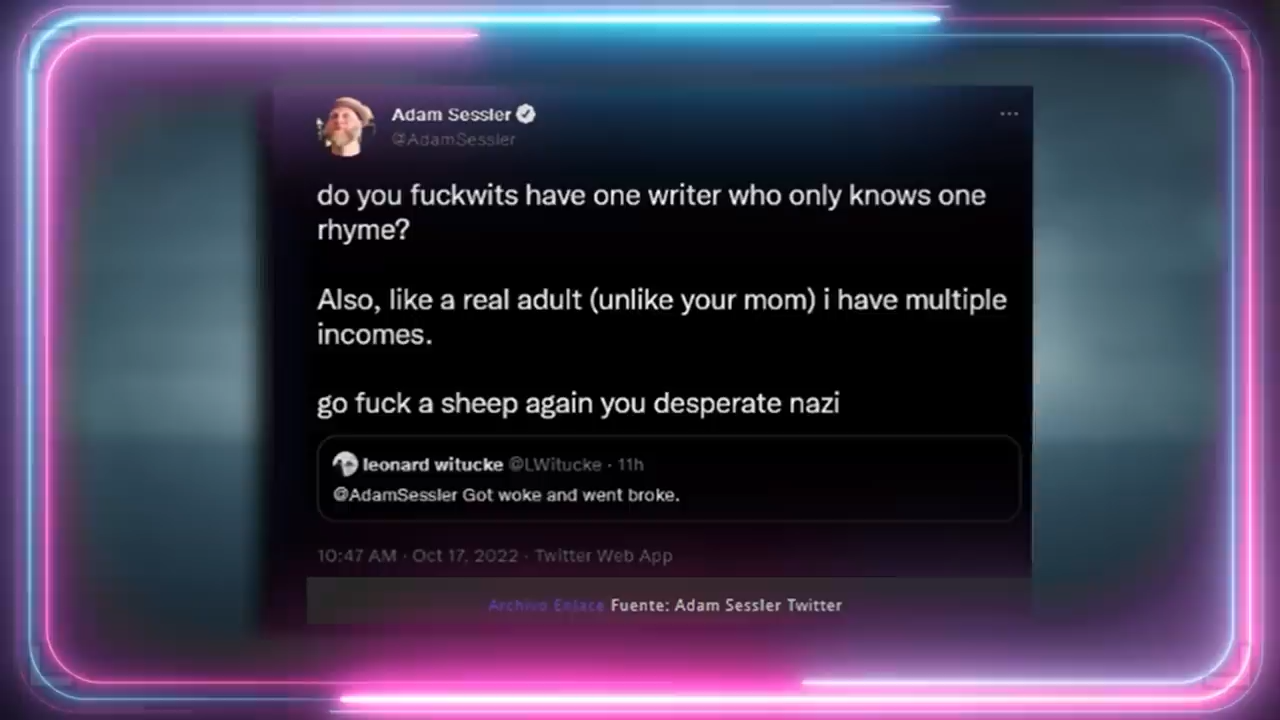 Adam Sessler
@AdamSessler
do you fuckwits have one writer who only knows one
rhyme?
Also, like a real adult (unlike your mom) i have multiple
incomes.
go fuck a sheep again you desperate nazi
leonard witucke @LWitucke · 11h
@AdamSessler Got woke and went broke.
10:47 AM · Oct 17, 2022 · Twitter Web App
Archivo Enlace Fuente: Adam Sessler Twitter